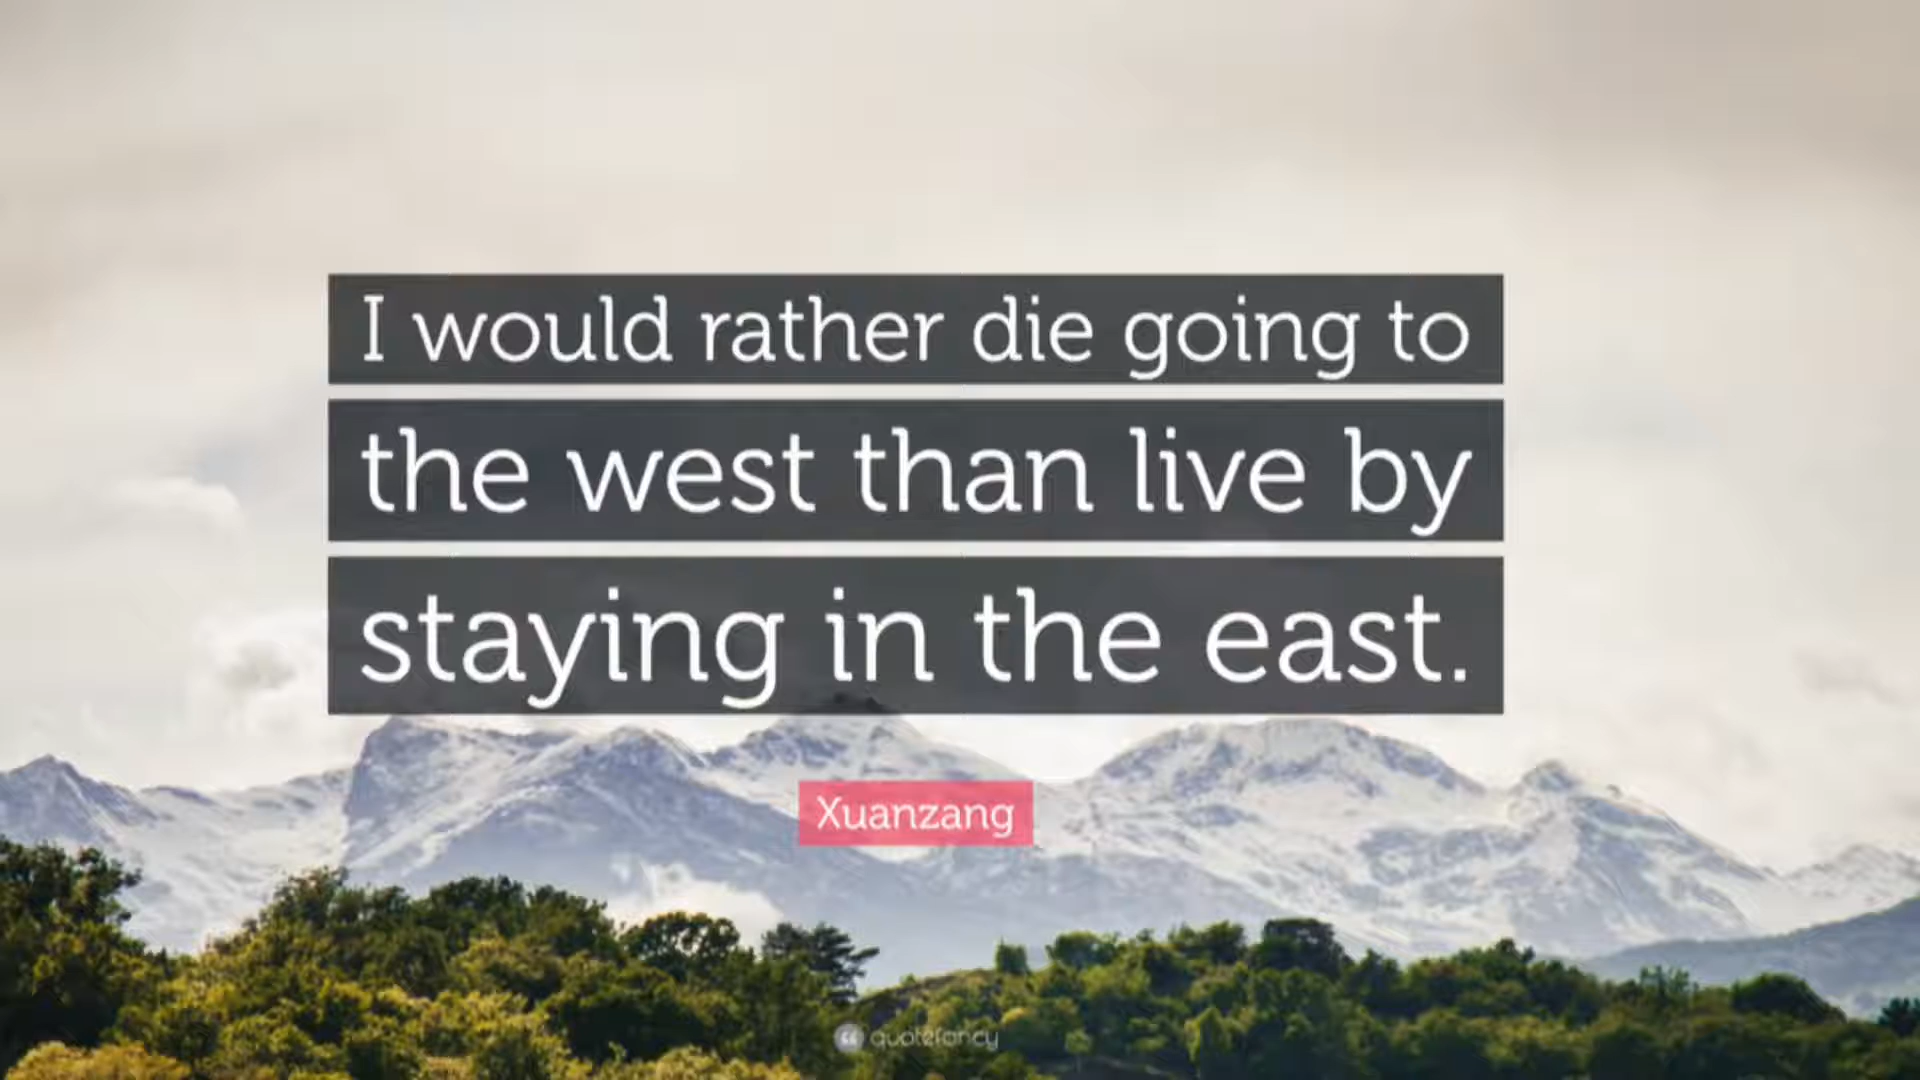 I would rather die going to
the west than live by
staying in the east.
Xuanzang
quotefancy